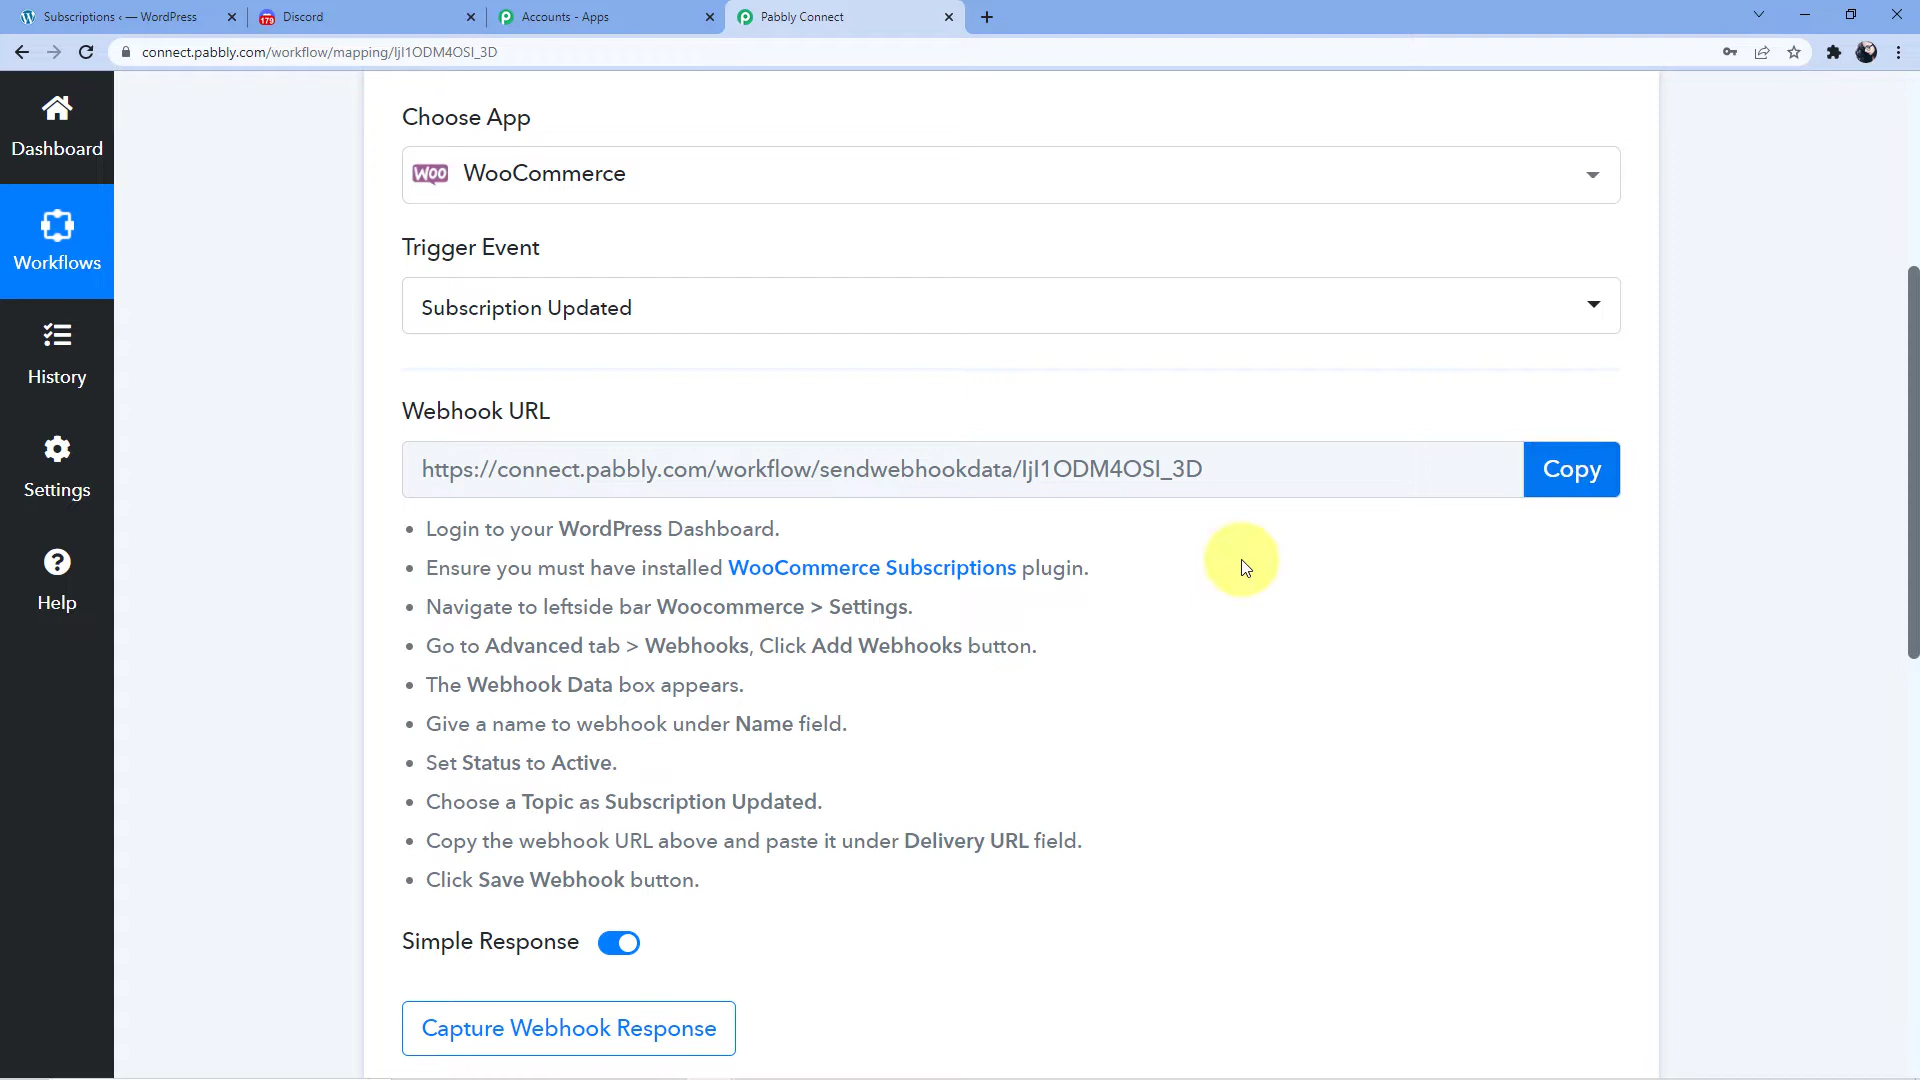 Subscriptions ‹ — WordPress
179
Discord
Accounts - Apps
Pabbly Connect
connect.pabbly.com/workflow/mapping/IjI1ODM4OSI_3D
Dashboard
Workflows
History
Settings
Help
Choose App
WOO
WooCommerce
Trigger Event
Subscription Updated
Webhook URL
https://connect.pabbly.com/workflow/sendwebhookdata/IjI1ODM4OSI_3D
Copy
• Login to your WordPress Dashboard.
• Ensure you must have installed WooCommerce Subscriptions plugin.
• Navigate to leftside bar Woocommerce > Settings.
• Go to Advanced tab > Webhooks, Click Add Webhooks button.
• The Webhook Data box appears.
• Give a name to webhook under Name field.
• Set Status to Active.
• Choose a Topic as Subscription Updated.
• Copy the webhook URL above and paste it under Delivery URL field.
• Click Save Webhook button.
Simple Response
Capture Webhook Response